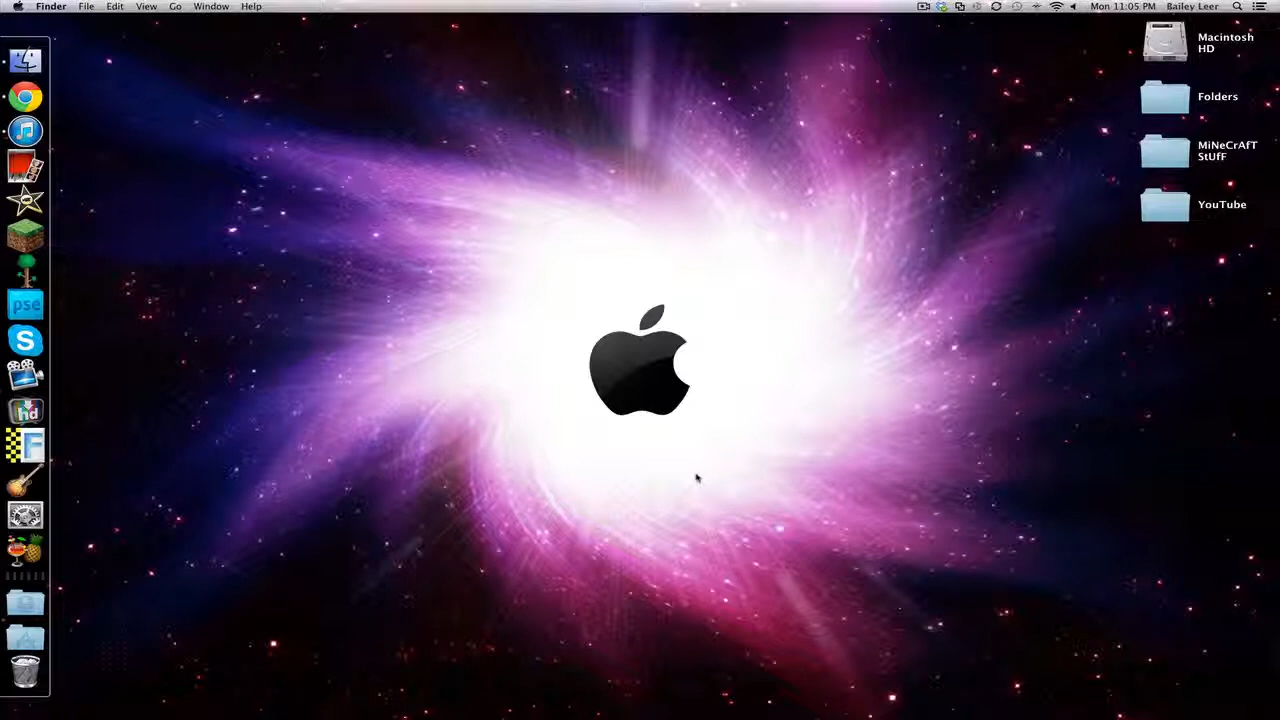 Finder File Edit View Go Window Help Mon 11:05 PM Bailey Leer
Macintosh
HD
Folders
MiNeCrAfT
StUfF
YouTube
pse
S
hd
F